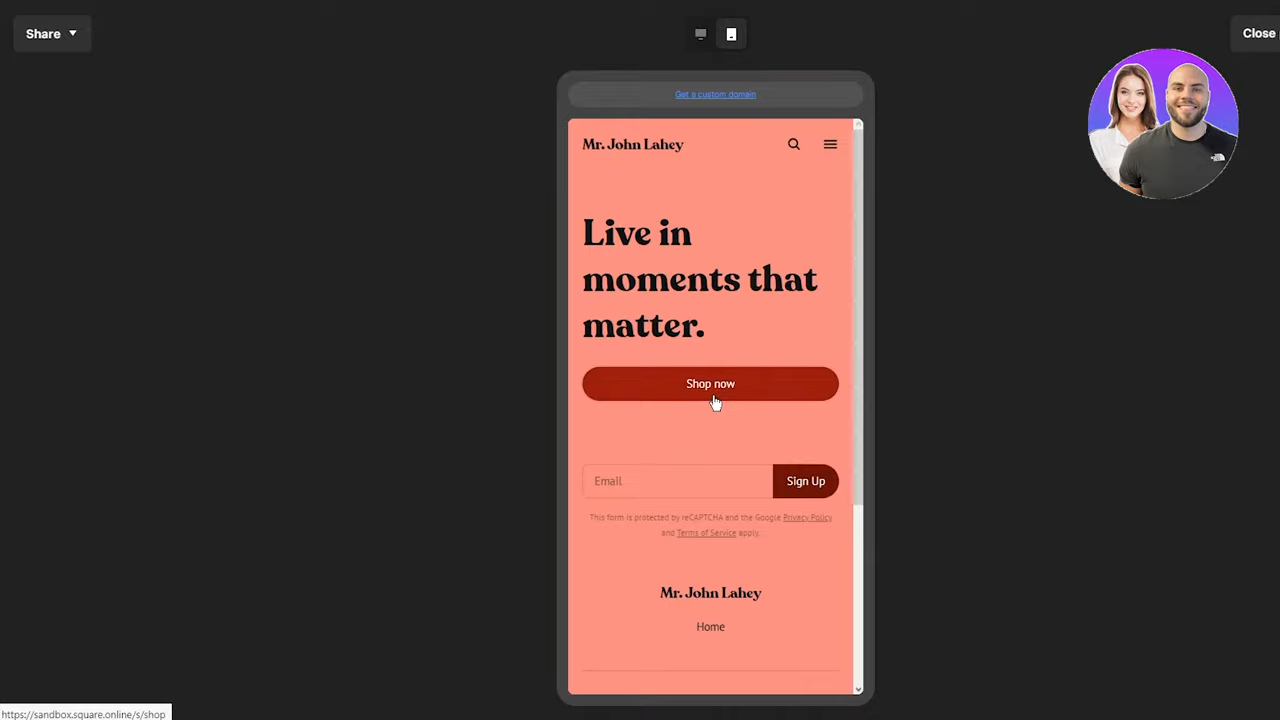 Share
Close
Get a custom domain
Mr. John Lahey
Live in
moments that
matter.
Shop now
Email
Sign Up
This form is protected by reCAPTCHA and the Google Privacy Policy
and Terms of Service apply.
Mr. John Lahey
Home
https://sandbox.square.online/s/shop